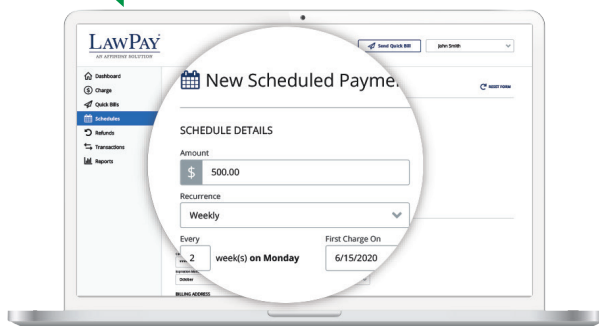 LAWPAY
AN AFFINIPAY SOLUTION
Send Quick Bill
John Smith
Dashboard
Charge
Quick Bills
Schedules
Refunds
Transactions
Reports
New Scheduled Payme
RESET FORM
SCHEDULE DETAILS
Amount
$ 500.00
Recurrence
Weekly
Every
First Charge On
2 week(s) on Monday
6/15/2020
October
BILLING ADDRESS